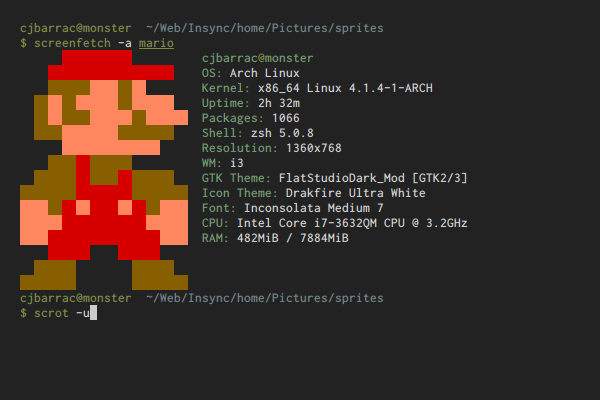 cjbarrac@monster ~/Web/Insync/home/Pictures/sprites
$ screenfetch -a mario
cjbarrac@monster
OS: Arch Linux
Kernel: x86_64 Linux 4.1.4-1-ARCH
Uptime: 2h 32m
Packages: 1066
Shell: zsh 5.0.8
Resolution: 1360x768
WM: i3
GTK Theme: FlatStudioDark_Mod [GTK2/3]
Icon Theme: Drakfire Ultra White
Font: Inconsolata Medium 7
CPU: Intel Core i7-3632QM CPU @ 3.2GHz
RAM: 482MiB / 7884MiB
cjbarrac@monster ~/Web/Insync/home/Pictures/sprites
$ scrot -u